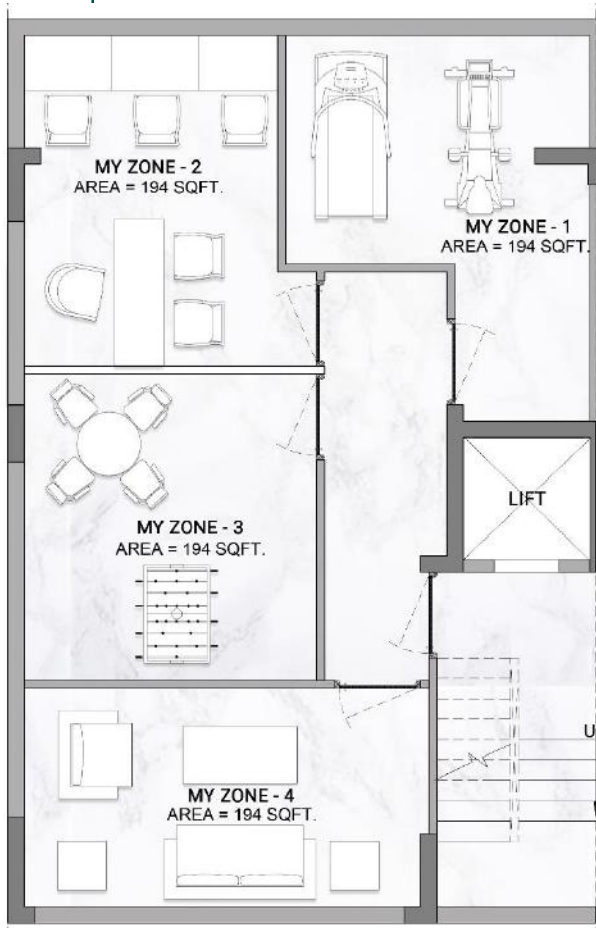 MY ZONE - 2
AREA = 194 SQFT.
MY ZONE - 1
AREA = 194 SQFT.
LIFT
MY ZONE - 3
AREA = 194 SQFT.
U
MY ZONE - 4
AREA = 194 SQFT.